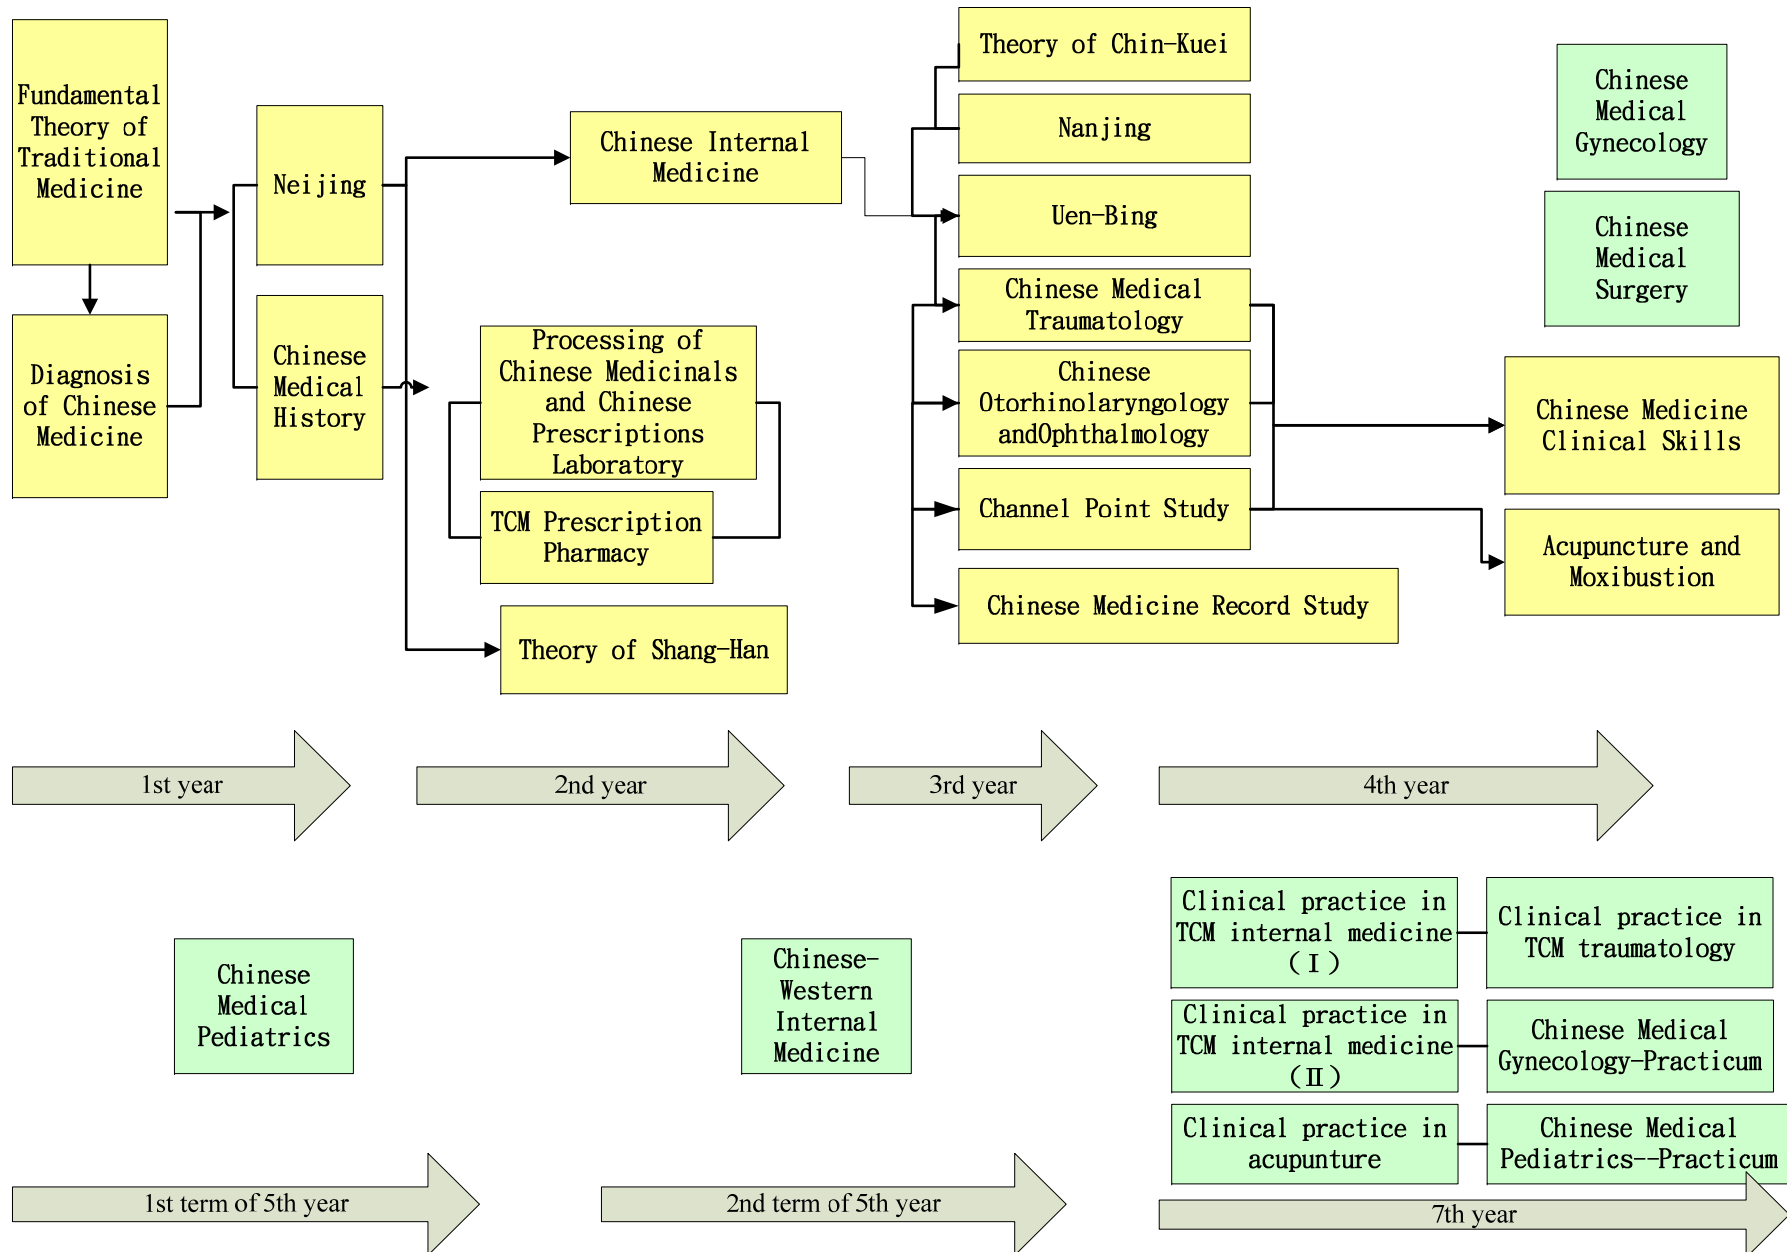 Fundamental
Theory of
Traditional
Medicine
Diagnosis
of Chinese
Medicine
Neijing
Chinese
Medical
History
Chinese Internal
Medicine
Processing of
Chinese Medicinals
and Chinese
Prescriptions
Laboratory
TCM Prescription
Pharmacy
Theory of Shang-Han
Theory of Chin-Kuei
Nanjing
Uen-Bing
Chinese Medical
Traumatology
Chinese
Otorhinolaryngology
andOphthalmology
Channel Point Study
Chinese Medicine Record Study
Chinese
Medical
Gynecology
Chinese
Medical
Surgery
Chinese Medicine
Clinical Skills
Acupuncture and
Moxibustion
1st year
2nd year
3rd year
4th year
Chinese
Medical
Pediatrics
Chinese-
Western
Internal
Medicine
Clinical practice in
TCM internal medicine
(Ⅰ)
Clinical practice in
TCM traumatology
Clinical practice in
TCM internal medicine
(Ⅱ)
Chinese Medical
Gynecology-Practicum
Clinical practice in
acupunture
Chinese Medical
Pediatrics--Practicum
1st term of 5th year
2nd term of 5th year
7th year